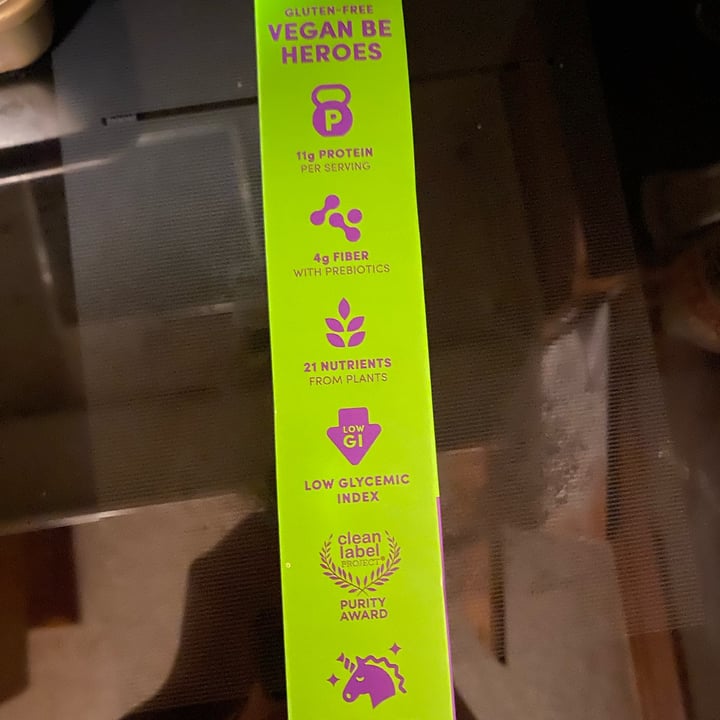 GLUTEN-FREE
VEGAN BE
HEROES
P
11g PROTEIN
PER SERVING
4g FIBER
WITH PREBIOTICS
21 NUTRIENTS
FROM PLANTS
LOW
GI
LOW GLYCEMIC
INDEX
clean
label
PROJECT®
PURITY
AWARD